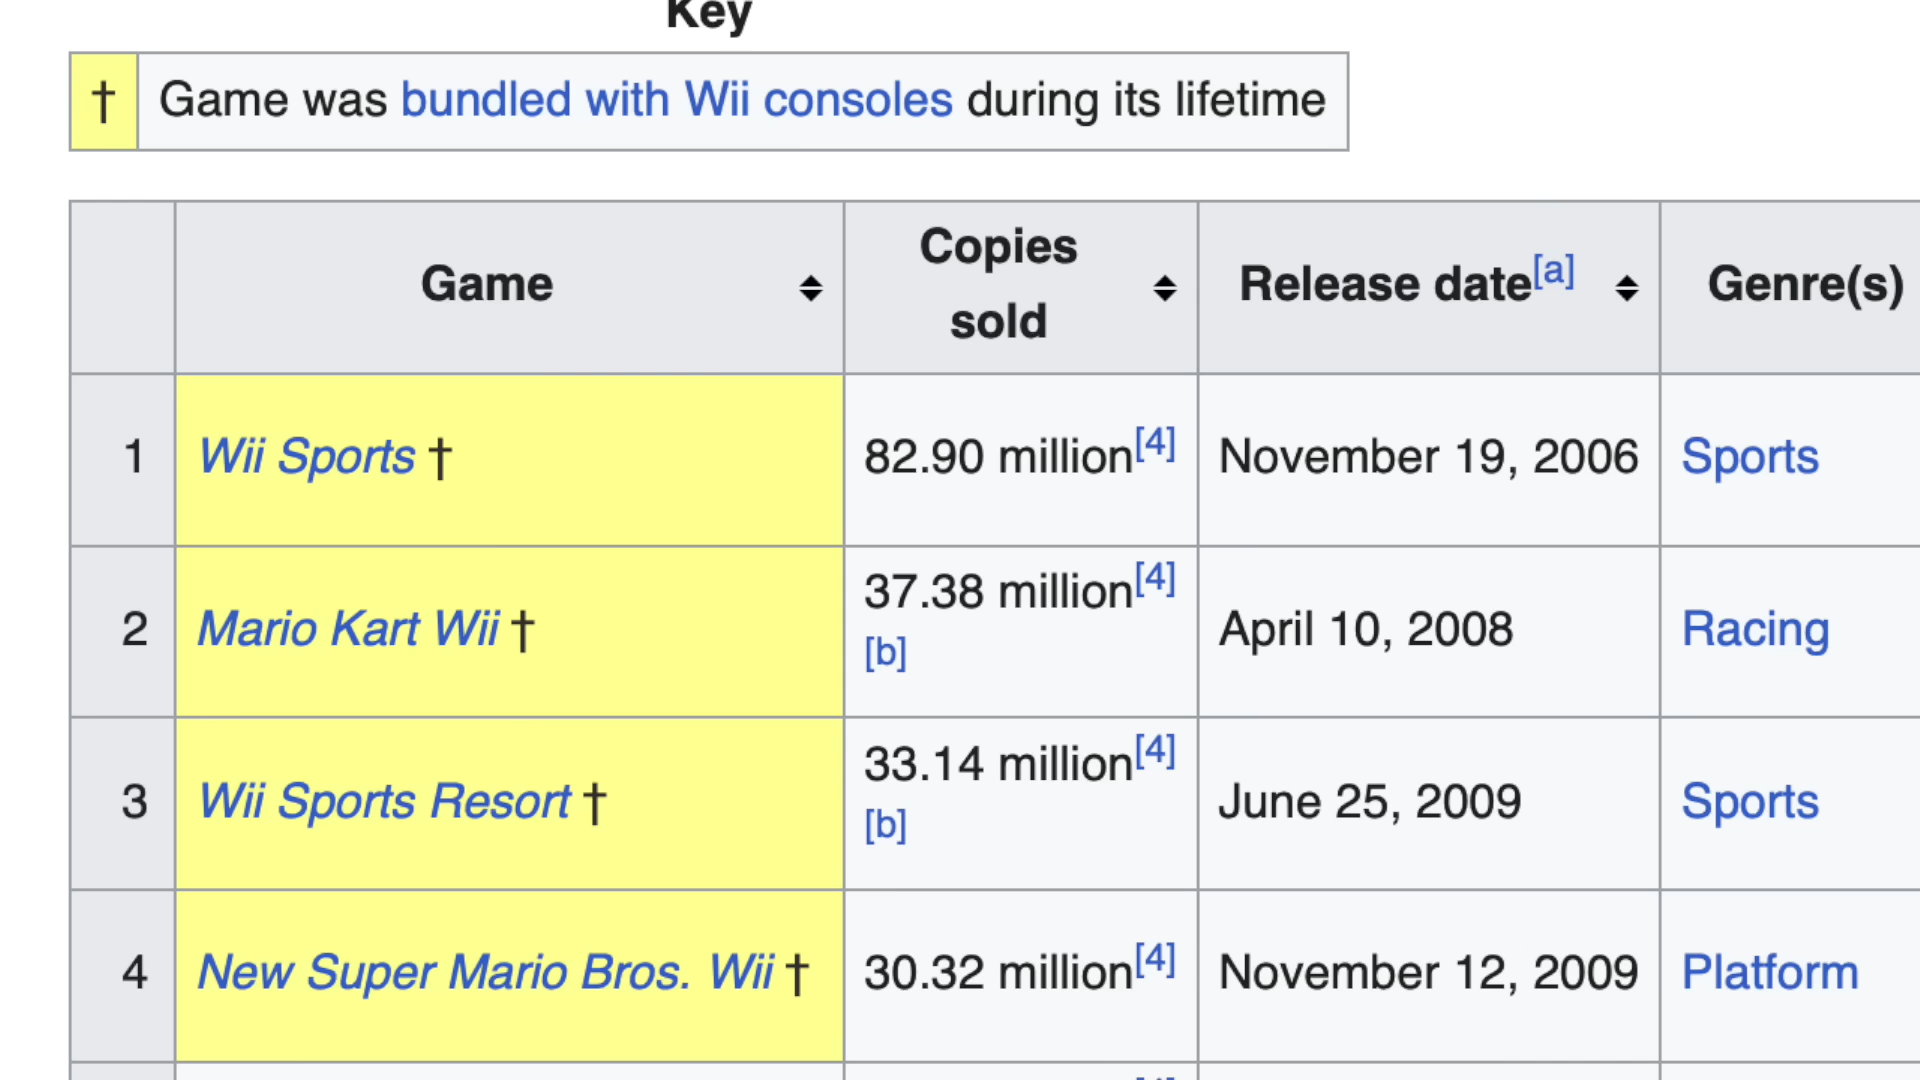 Key
† Game was bundled with Wii consoles during its lifetime
Game Copies sold Release date[a] Genre(s)
1 Wii Sports † 82.90 million[4] November 19, 2006 Sports
2 Mario Kart Wii † 37.38 million[4] [b] April 10, 2008 Racing
3 Wii Sports Resort † 33.14 million[4] [b] June 25, 2009 Sports
4 New Super Mario Bros. Wii † 30.32 million[4] November 12, 2009 Platform